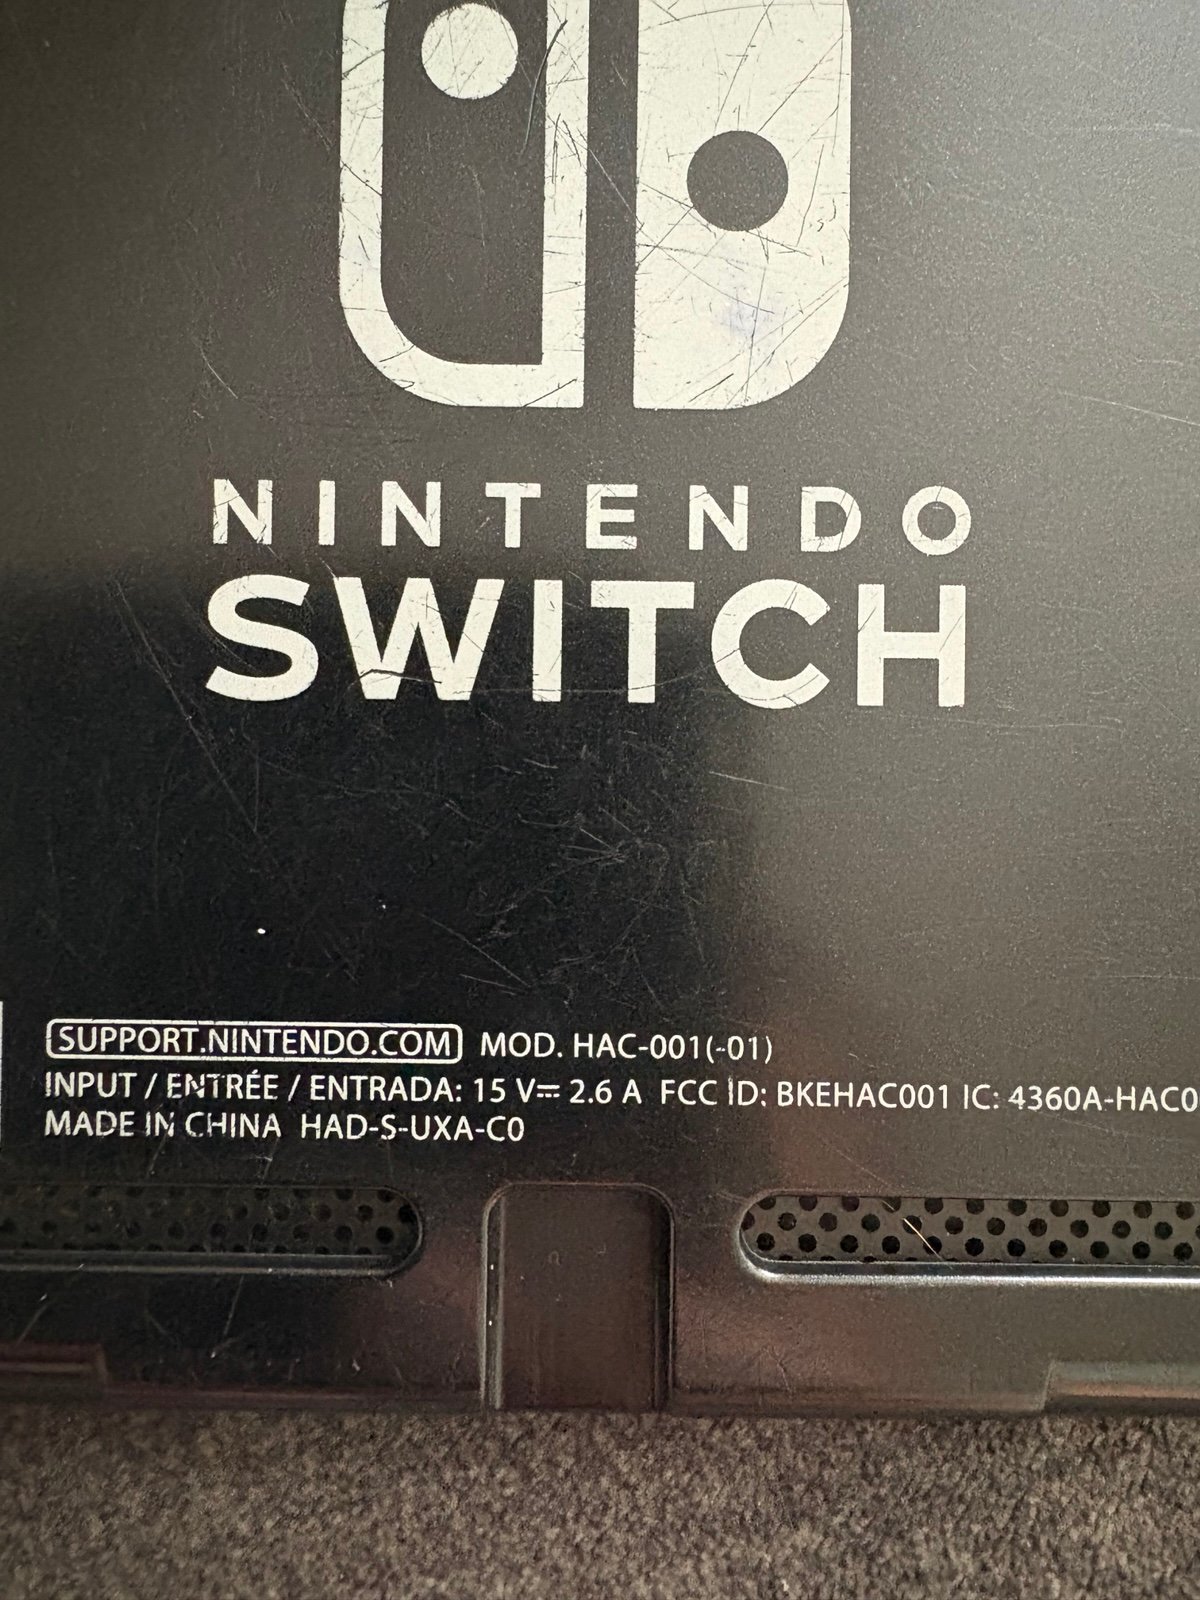 NINTENDO
SWITCH
SUPPORT.NINTENDO.COM MOD. HAC-001(-01)
INPUT / ENTRÉE / ENTRADA: 15 V⎓ 2.6 A FCC ID: BKEHAC001 IC: 4360A-HAC0
MADE IN CHINA HAD-S-UXA-C0